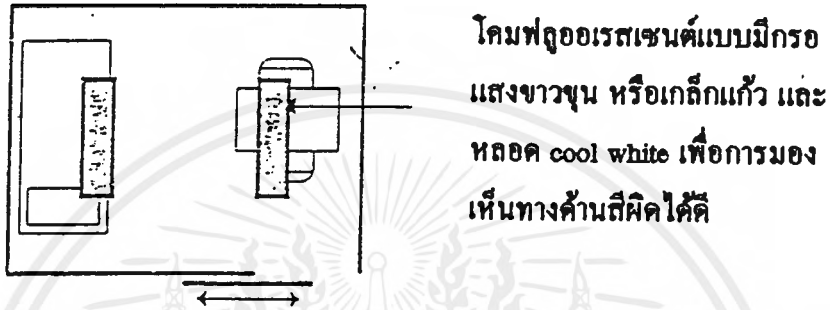 โคมฟลูออเรสเซนต์แบบมีกรอ
แสงขาวขุ่น หรือเกล็กแก้ว และ
หลอด cool white เพื่อการมอง
เห็นทางด้านสีผิดได้ดี